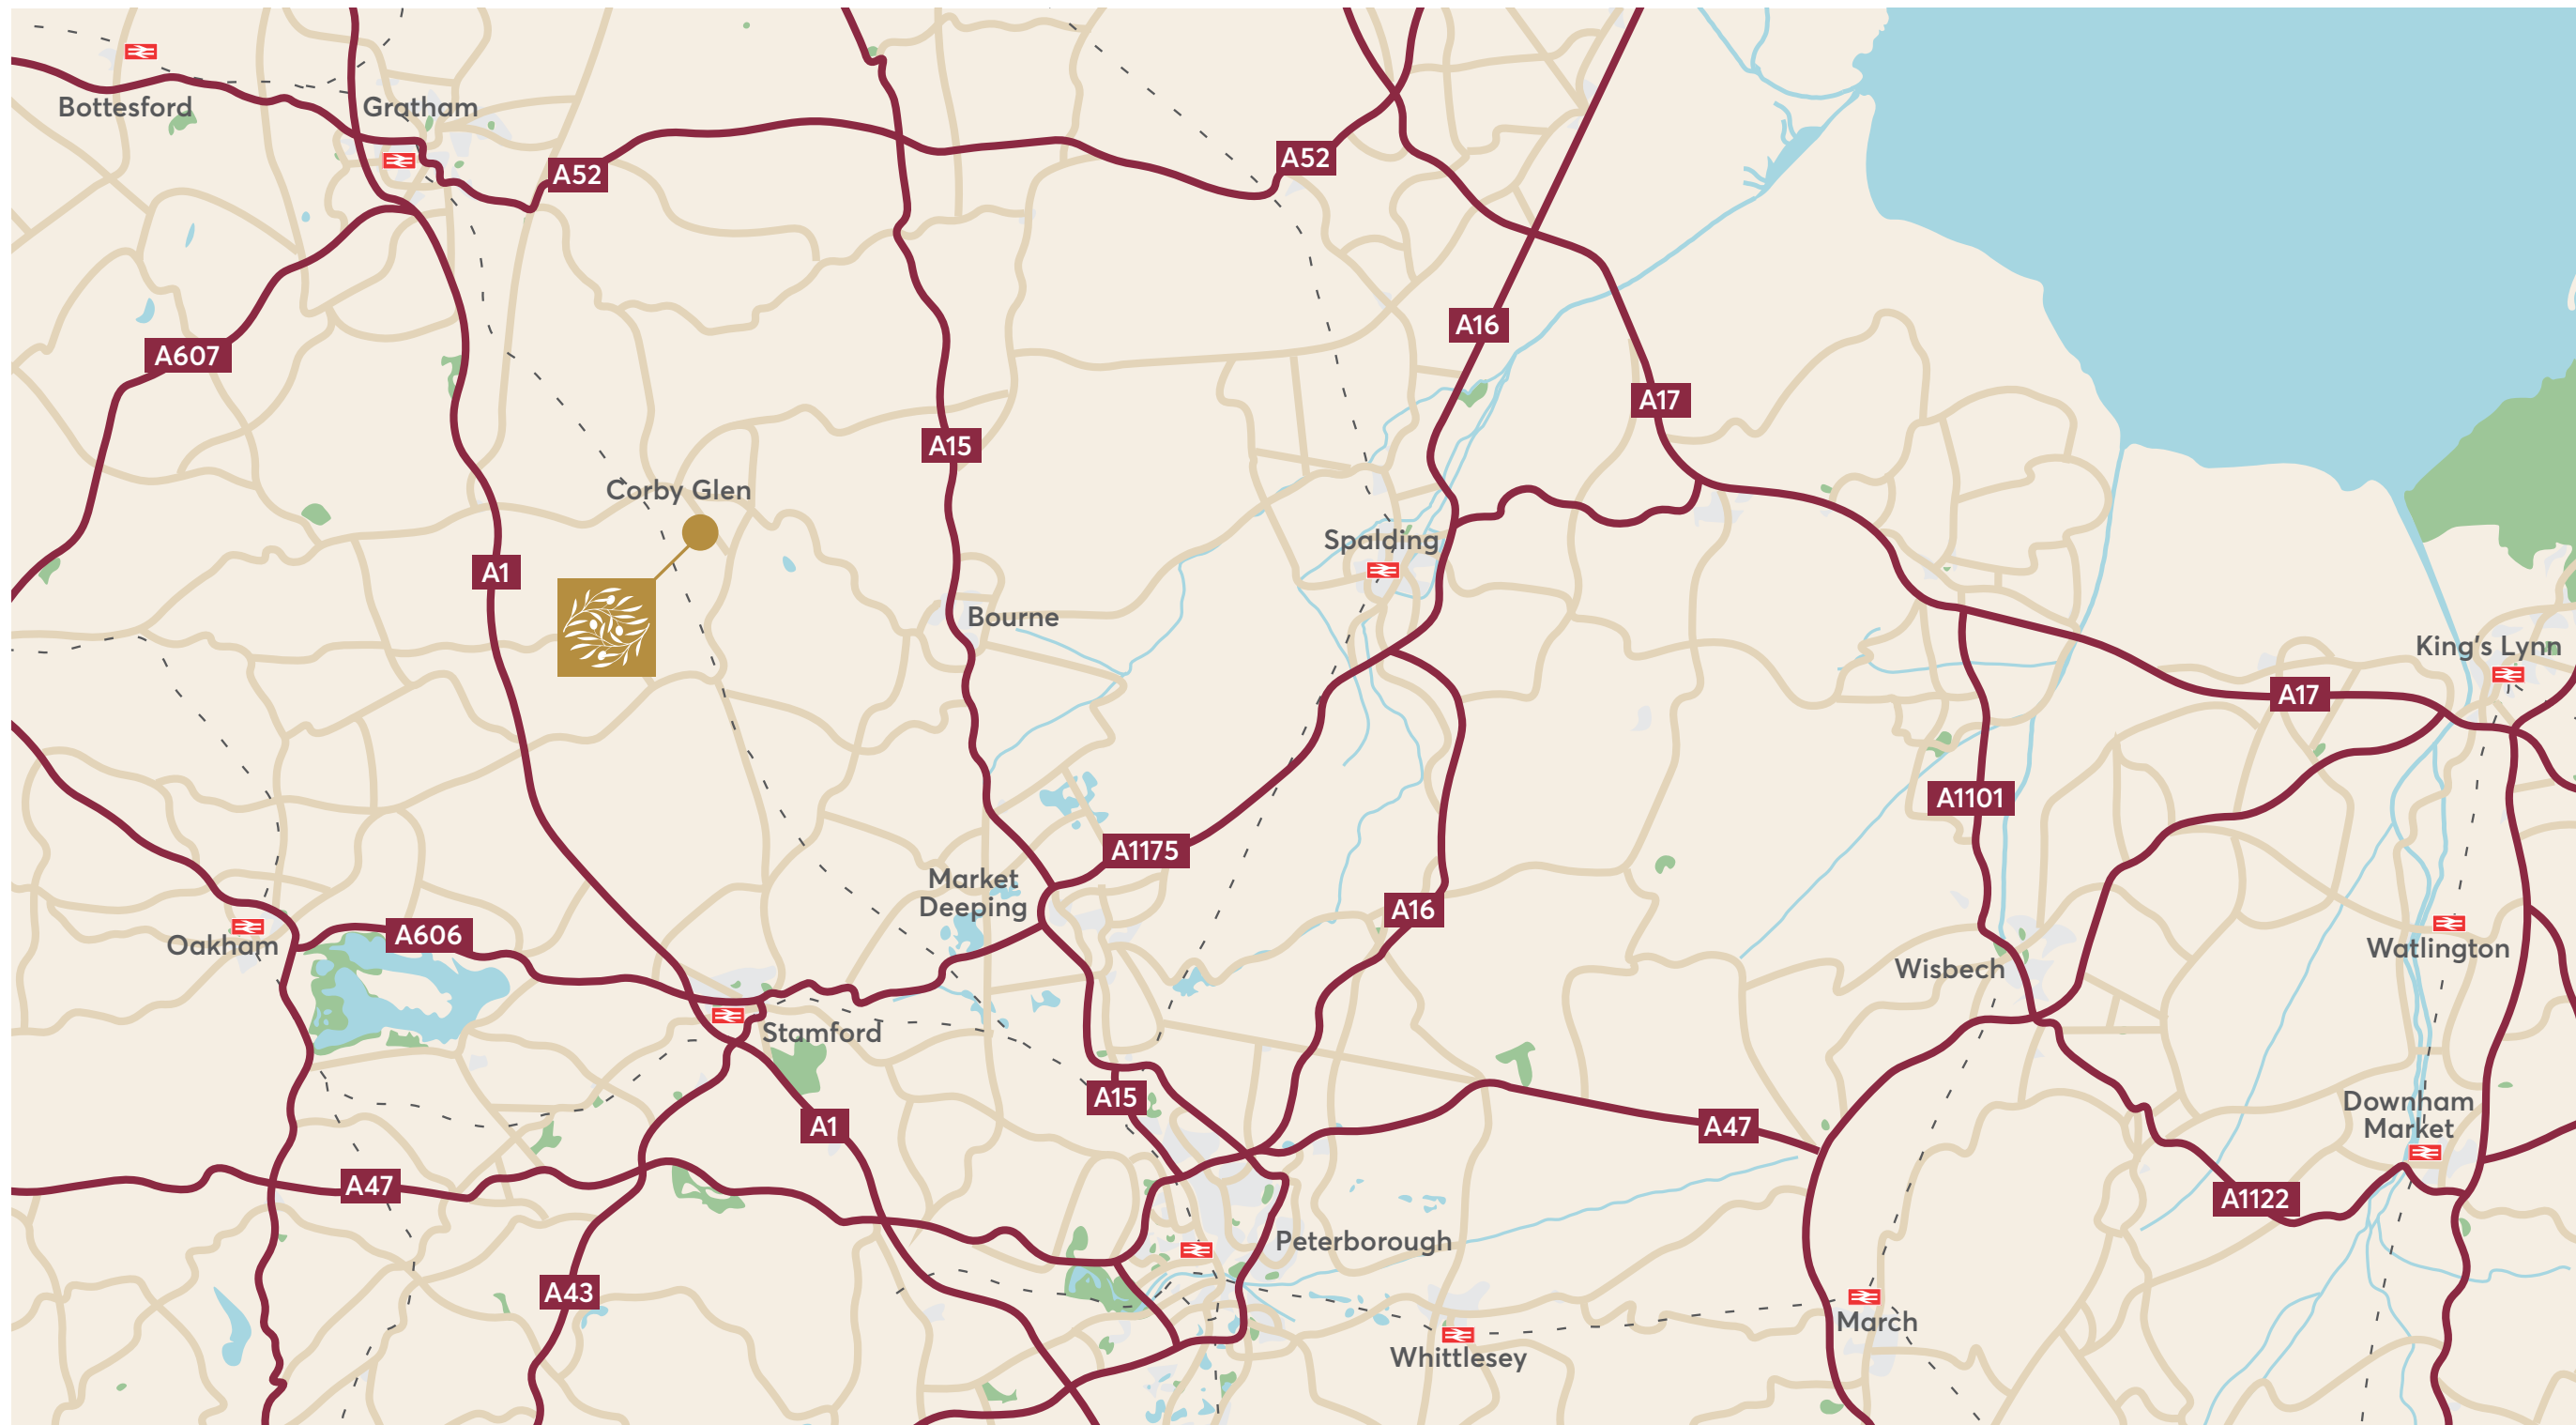 Bottesford
Gratham
A52
A52
A16
A607
A17
A15
Corby Glen
Spalding
A1
Bourne
King's Lynn
A17
A1101
A1175
Market
Deeping
A16
A606
Oakham
Watlington
Wisbech
Stamford
A15
Downham
Market
A1
A47
A47
A1122
Peterborough
A43
March
Whittlesey